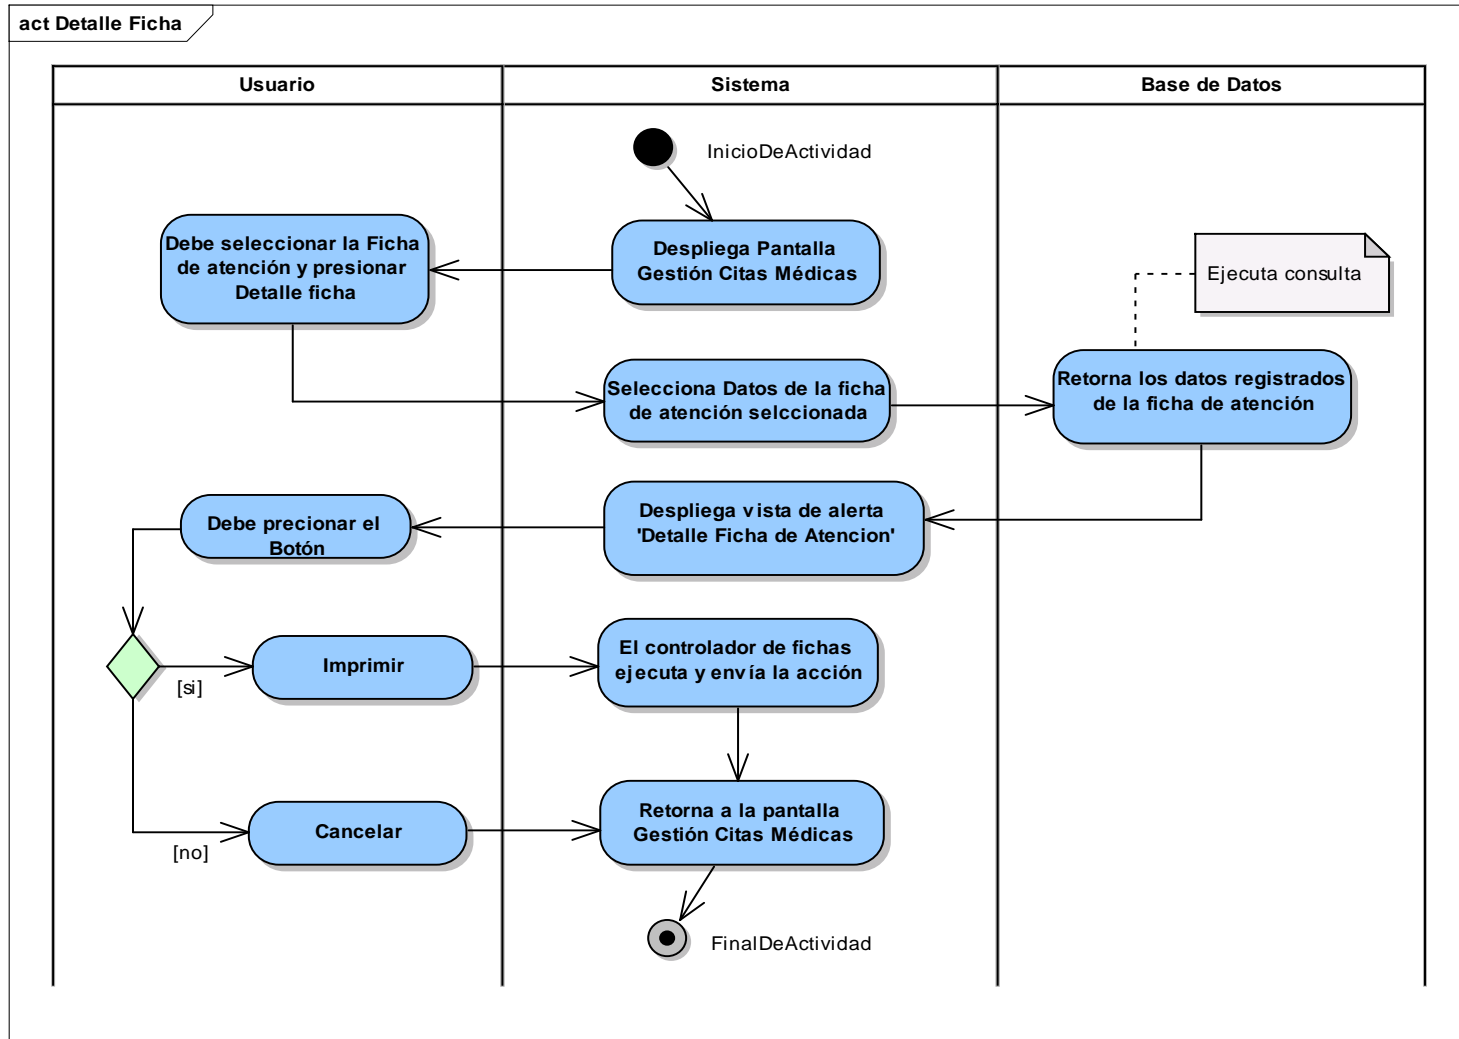 act Detalle Ficha
Usuario
Sistema
Base de Datos
InicioDeActividad
Debe seleccionar la Ficha
de atención y presionar
Detalle ficha
Despliega Pantalla
Gestión Citas Médicas
Ejecuta consulta
Selecciona Datos de la ficha
de atención selccionada
Retorna los datos registrados
de la ficha de atención
Debe precionar el
Botón
Despliega vista de alerta
'Detalle Ficha de Atencion'
[si]
Imprimir
El controlador de fichas
ejecuta y envía la acción
[no]
Cancelar
Retorna a la pantalla
Gestión Citas Médicas
FinalDeActividad